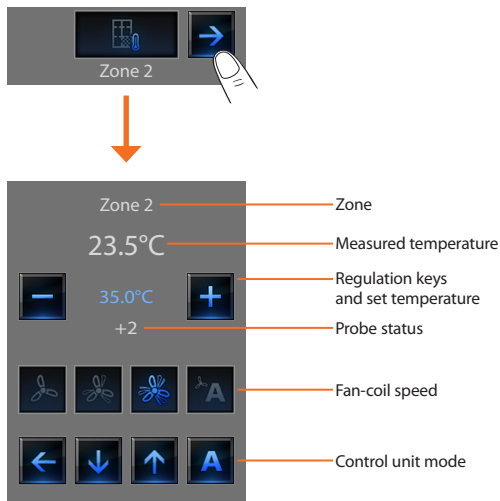 Zone 2
Zone 2
Zone
23.5°C
Measured temperature
35.0°C
Regulation keys
and set temperature
+2
Probe status
A
Fan-coil speed
A
Control unit mode